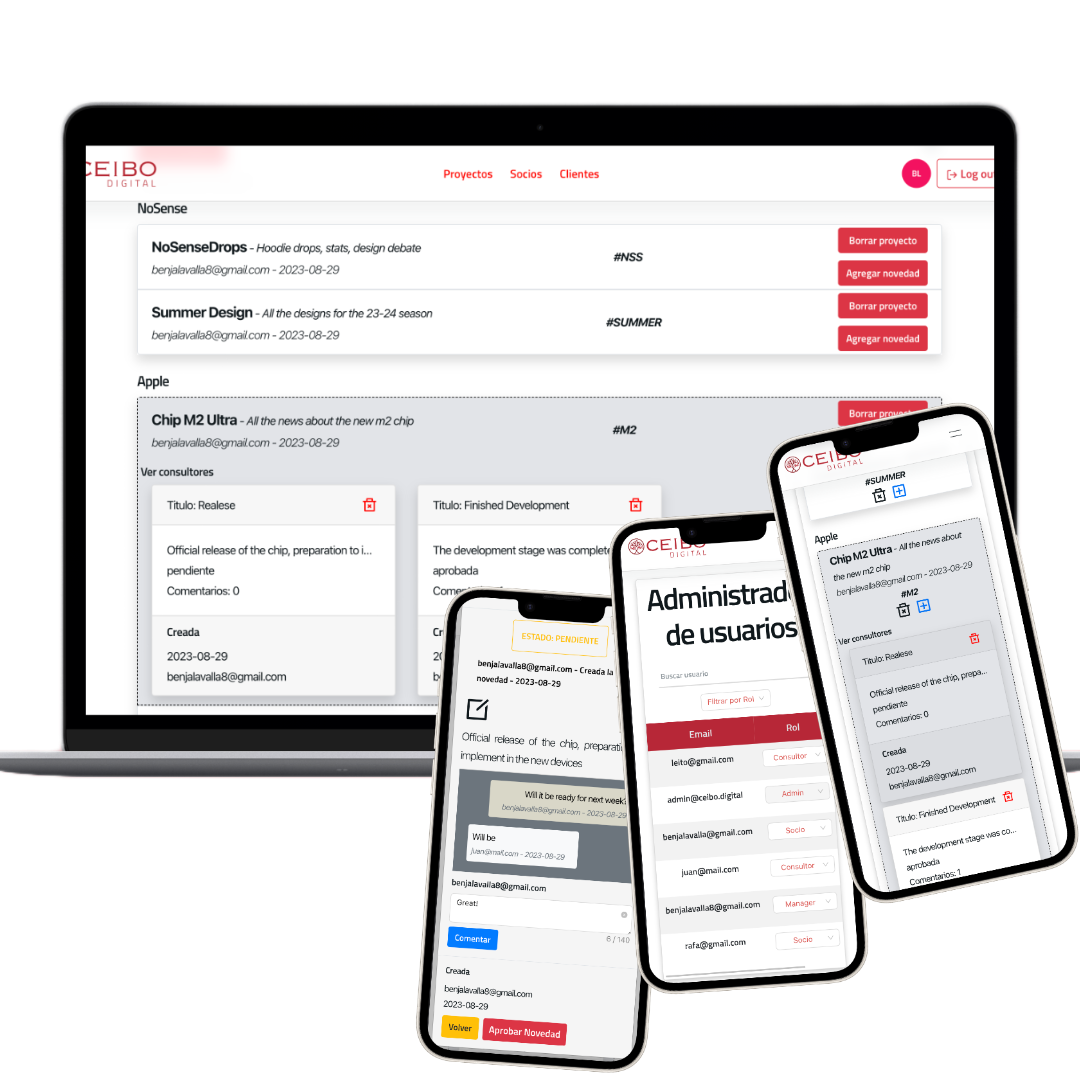 CEIBO
DIGITAL
Proyectos Socios Clientes
BL
Log out
NoSense
NoSenseDrops - Hoodie drops, stats, design debate
benjalavalla8@gmail.com - 2023-08-29
#NSS
Borrar proyecto
Agregar novedad
Summer Design - All the designs for the 23-24 season
benjalavalla8@gmail.com - 2023-08-29
#SUMMER
Borrar proyecto
Agregar novedad
Apple
Chip M2 Ultra - All the news about the new m2 chip
benjalavalla8@gmail.com - 2023-08-29
#M2
Borrar proyecto
Ver consultores
Titulo: Realese
Official release of the chip, preparation to i...
pendiente
Comentarios: 0
Creada
2023-08-29
benjalavalla8@gmail.com
Titulo: Finished Development
The development stage was complete
aprobada
ESTADO: PENDIENTE
benjalavalla8@gmail.com - Creada la
novedad - 2023-08-29
Official release of the chip, preparati
implement in the new devices
Will it be ready for next week?
benjalavalla8@gmail.com - 2023-08-29
Will be
juan@mail.com - 2023-08-29
benjalavalla8@gmail.com
Great!
Comentar
6 / 140
Creada
benjalavalla8@gmail.com
2023-08-29
Volver
Aprobar Novedad
CEIBO
DIGITAL
Administrad
de usuarios
Buscar usuario
Filtrar por Rol
Email Rol
leito@gmail.com Consultor
admin@ceibo.digital Admin
benjalavalla@gmail.com Socio
juan@mail.com Consultor
benjalavalla8@gmail.com Manager
rafa@gmail.com Socio
CEIBO
DIGITAL
#SUMMER
Apple
Chip M2 Ultra - All the news about
the new m2 chip
benjalavalla8@gmail.com - 2023-08-29
#M2
Ver consultores
Titulo: Realese
Official release of the chip, prepa...
pendiente
Comentarios: 0
Creada
2023-08-29
benjalavalla8@gmail.com
Titulo: Finished Development
The development stage was co...
aprobada
Comentarios: 1